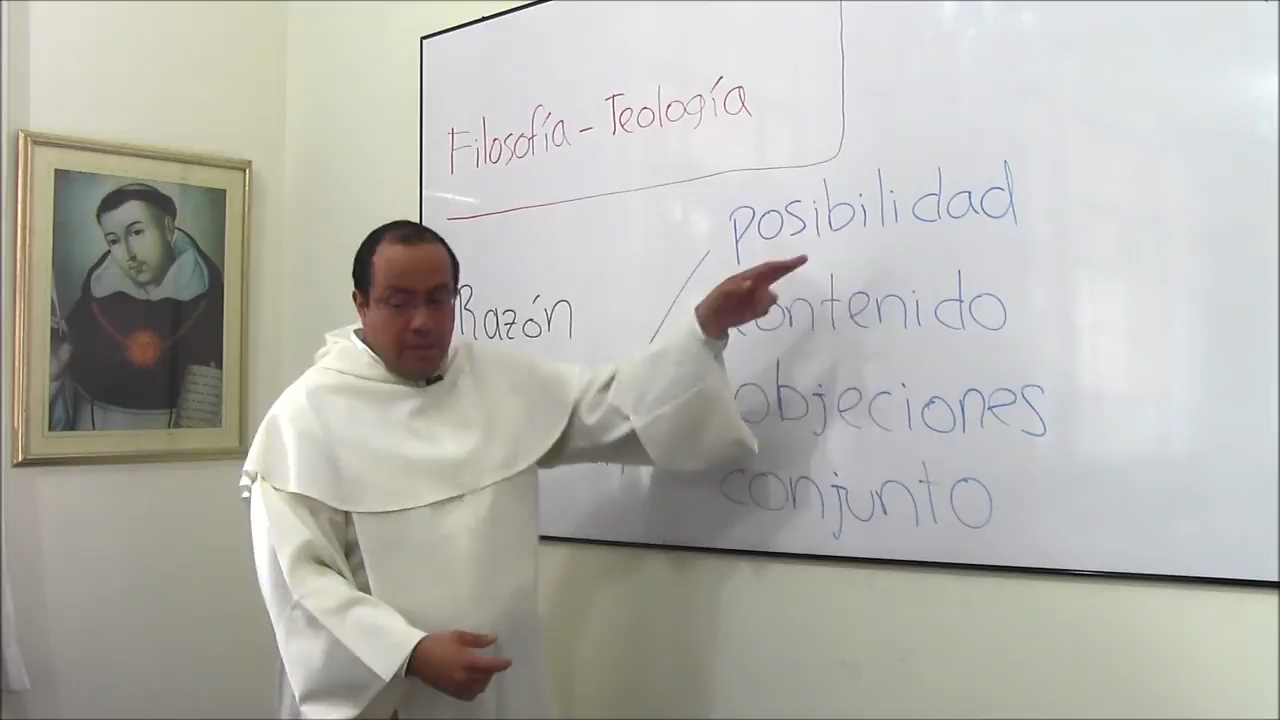 Filosofía - Teología
posibilidad
Razón
contenido
objeciones
conjunto